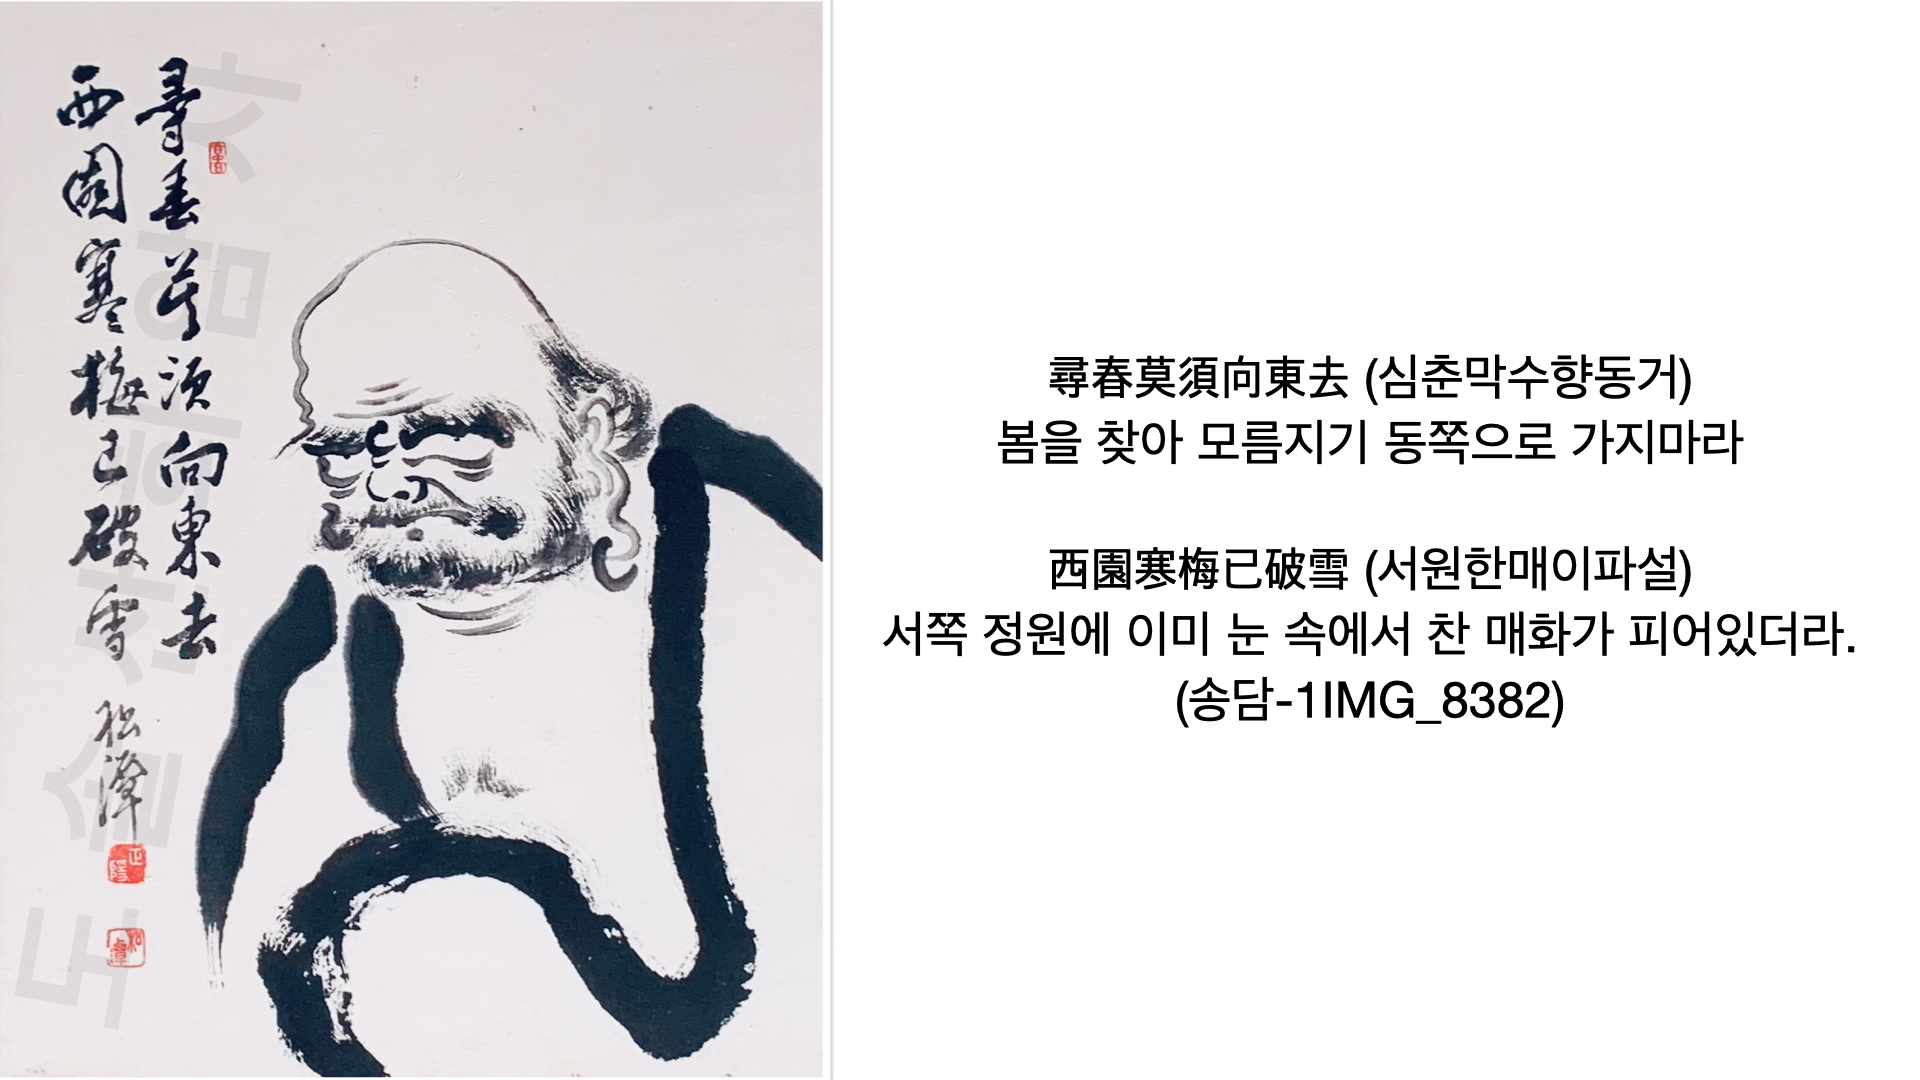 尋春莫須向東去
西園寒梅已破雪
松潭
尋春莫須向東去 (심춘막수향동거)
봄을 찾아 모름지기 동쪽으로 가지마라
西園寒梅已破雪 (서원한매이파설)
서쪽 정원에 이미 눈 속에서 찬 매화가 피어있더라.
(송담-1IMG_8382)